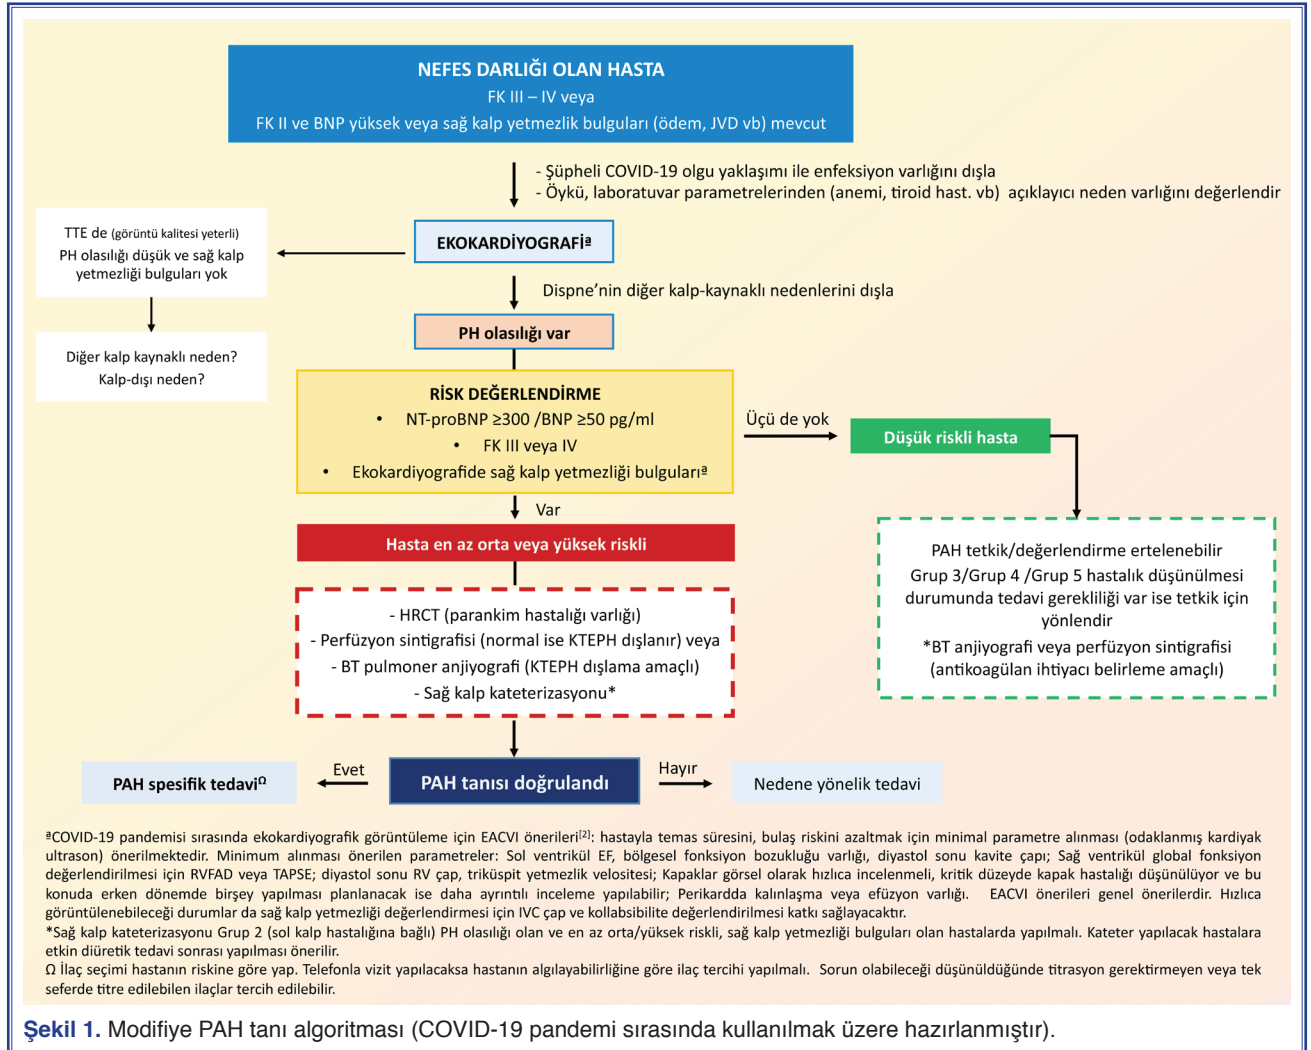 NEFES DARLIĞI OLAN HASTA
FK III – IV veya
FK II ve BNP yüksek veya sağ kalp yetmezlik bulguları (ödem, JVD vb) mevcut
- Şüpheli COVID-19 olgu yaklaşımı ile enfeksiyon varlığını dışla
- Öykü, laboratuvar parametrelerinden (anemi, tiroid hast. vb) açıklayıcı neden varlığını değerlendir
EKOKARDİYOGRAFİª
TTE de (görüntü kalitesi yeterli)
PH olasılığı düşük ve sağ kalp
yetmezliği bulguları yok
Diğer kalp kaynaklı neden?
Kalp-dışı neden?
Dispne’nin diğer kalp-kaynaklı nedenlerini dışla
PH olasılığı var
RİSK DEĞERLENDİRME
• NT-proBNP ≥300 /BNP ≥50 pg/ml
• FK III veya IV
• Ekokardiyografide sağ kalp yetmezliği bulgularıª
Üçü de yok
Düşük riskli hasta
Var
Hasta en az orta veya yüksek riskli
PAH tetkik/değerlendirme ertelenebilir
Grup 3/Grup 4 /Grup 5 hastalık düşünülmesi
durumunda tedavi gerekliliği var ise tetkik için
yönlendir
*BT anjiyografi veya perfüzyon sintigrafisi
(antikoagülan ihtiyacı belirleme amaçlı)
- HRCT (parankim hastalığı varlığı)
- Perfüzyon sintigrafisi (normal ise KTEPH dışlanır) veya
- BT pulmoner anjiyografi (KTEPH dışlama amaçlı)
- Sağ kalp kateterizasyonu*
PAH tanısı doğrulandı
Evet
PAH spesifik tedaviΩ
Hayır
Nedene yönelik tedavi
ªCOVID-19 pandemisi sırasında ekokardiyografik görüntüleme için EACVI önerileri[2]: hastayla temas süresini, bulaş riskini azaltmak için minimal parametre alınması (odaklanmış kardiyak
ultrason) önerilmektedir. Minimum alınması önerilen parametreler: Sol ventrikül EF, bölgesel fonksiyon bozukluğu varlığı, diyastol sonu kavite çapı; Sağ ventrikül global fonksiyon
değerlendirilmesi için RVFAD veya TAPSE; diyastol sonu RV çap, triküspit yetmezlik velositesi; Kapaklar görsel olarak hızlıca incelenmeli, kritik düzeyde kapak hastalığı düşünülüyor ve bu
konuda erken dönemde birşey yapılması planlanacak ise daha ayrıntılı inceleme yapılabilir; Perikardda kalınlaşma veya efüzyon varlığı. EACVI önerileri genel önerilerdir. Hızlıca
görüntülenebileceği durumlar da sağ kalp yetmezliği değerlendirmesi için IVC çap ve kollabsibilite değerlendirilmesi katkı sağlayacaktır.
*Sağ kalp kateterizasyonu Grup 2 (sol kalp hastalığına bağlı) PH olasılığı olan ve en az orta/yüksek riskli, sağ kalp yetmezliği bulguları olan hastalarda yapılmalı. Kateter yapılacak hastalara
etkin diüretik tedavi sonrası yapılması önerilir.
Ω İlaç seçimi hastanın riskine göre yap. Telefonla vizit yapılacaksa hastanın algılayabilirliğine göre ilaç tercihi yapılmalı. Sorun olabileceği düşünüldüğünde titrasyon gerektirmeyen veya tek
seferde titre edilebilen ilaçlar tercih edilebilir.
Şekil 1. Modifiye PAH tanı algoritması (COVID-19 pandemi sırasında kullanılmak üzere hazırlanmıştır).